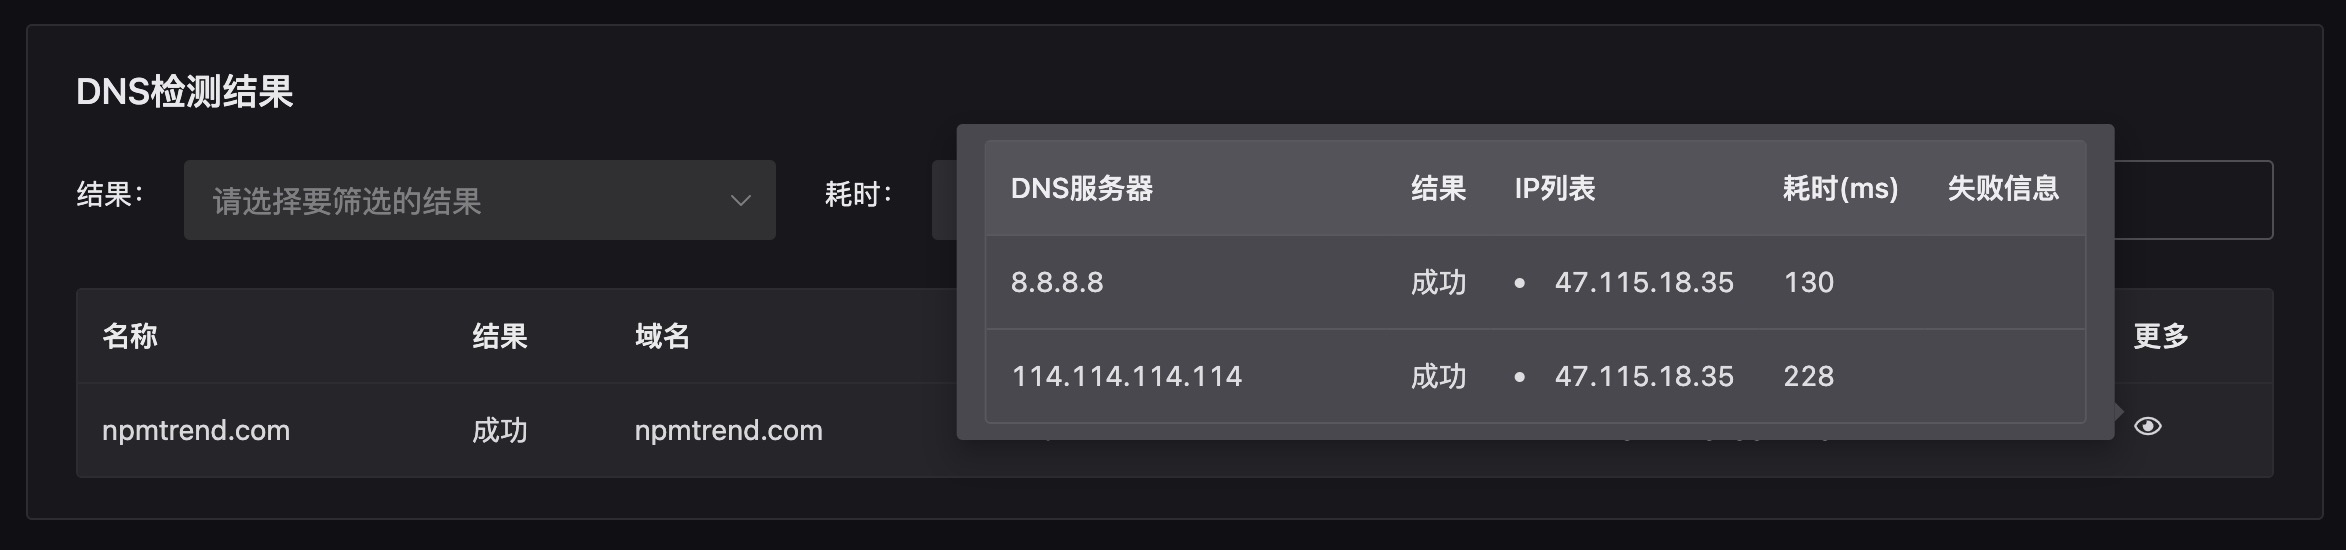 DNS检测结果
结果： 请选择要筛选的结果 耗时：
名称 结果 域名 更多
npmtrend.com 成功 npmtrend.com
DNS服务器 结果 IP列表 耗时(ms) 失败信息
8.8.8.8 成功 • 47.115.18.35 130
114.114.114.114 成功 • 47.115.18.35 228